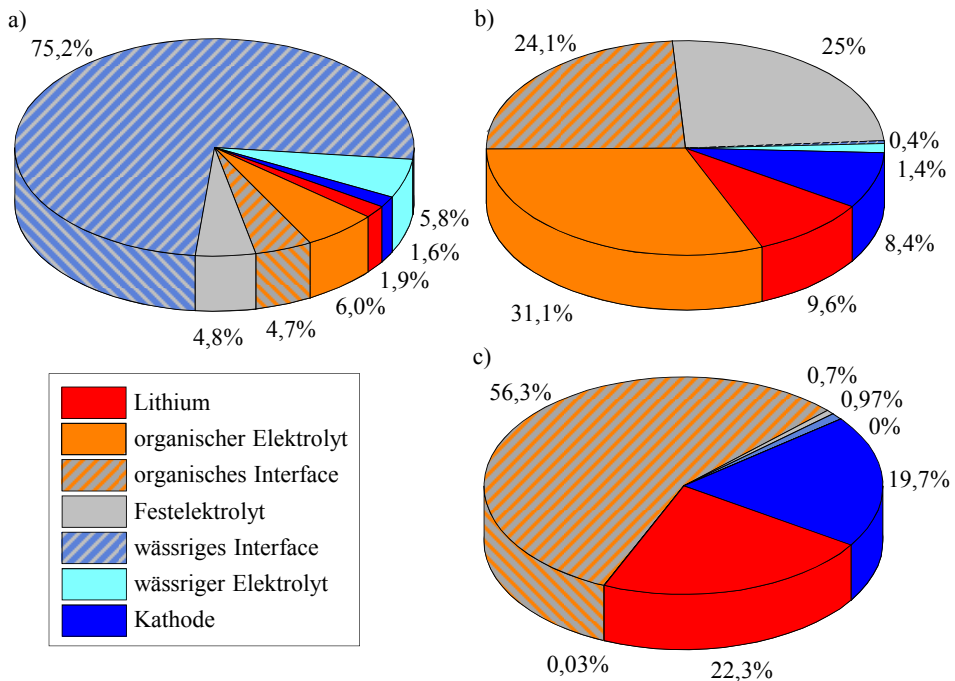 a)
75,2%
5,8%
1,6%
1,9%
6,0%
4,7%
4,8%
b)
24,1%
25%
0,4%
1,4%
8,4%
9,6%
31,1%
c)
56,3%
0,7%
0,97%
0%
19,7%
22,3%
0,03%
Lithium
organischer Elektrolyt
organisches Interface
Festelektrolyt
wässriges Interface
wässriger Elektrolyt
Kathode